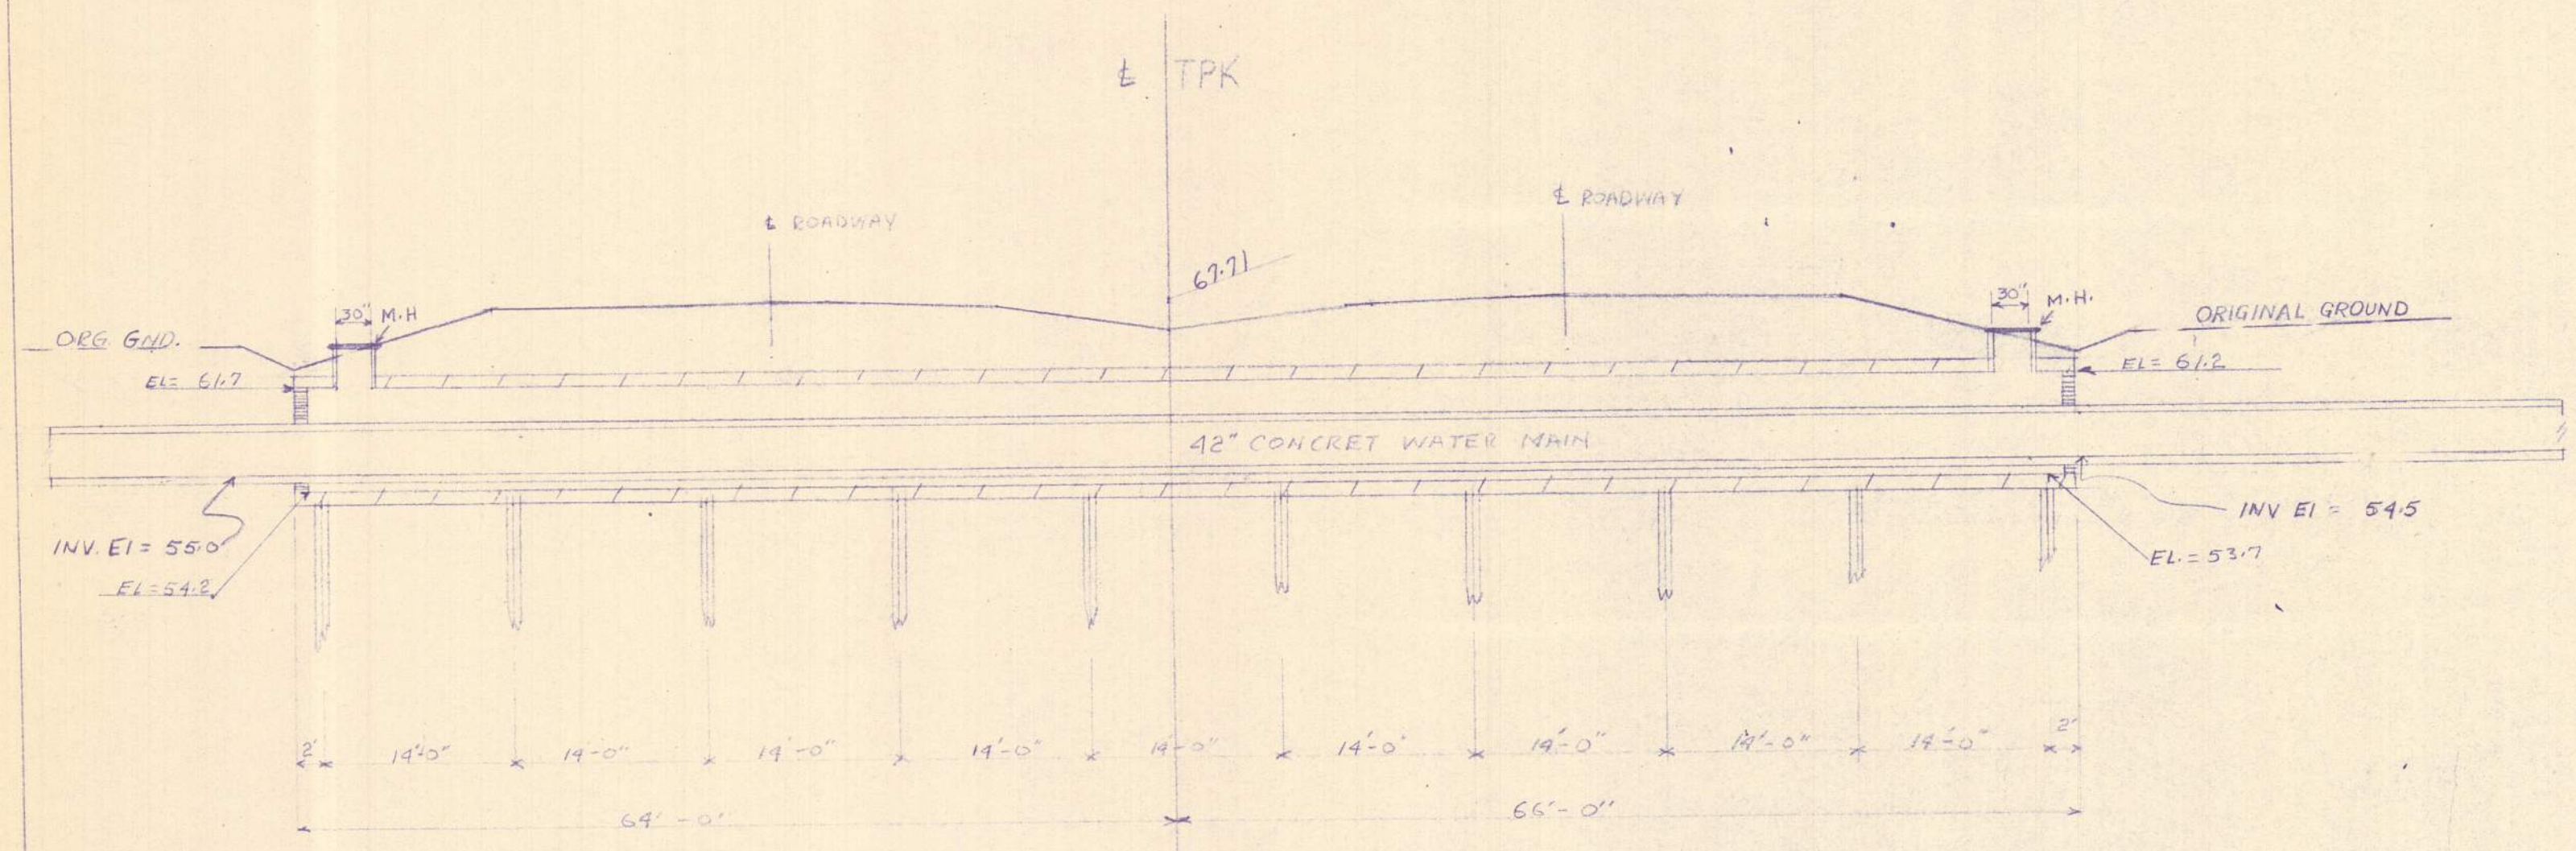 ℄ TPK
℄ ROADWAY
℄ ROADWAY
67.71
30" M.H
30" M.H.
ORG. GND.
ORIGINAL GROUND
EL= 61.7
EL= 61.2
42" CONCRET WATER MAIN
INV. El = 55.0
INV El = 54.5
EL=54.2
EL.= 53.7
2' 14'-0" 14'-0" 14'-0" 14'-0" 14'-0" 14'-0" 14'-0" 14'-0" 14'-0" 2'
64'-0' 66'-0"